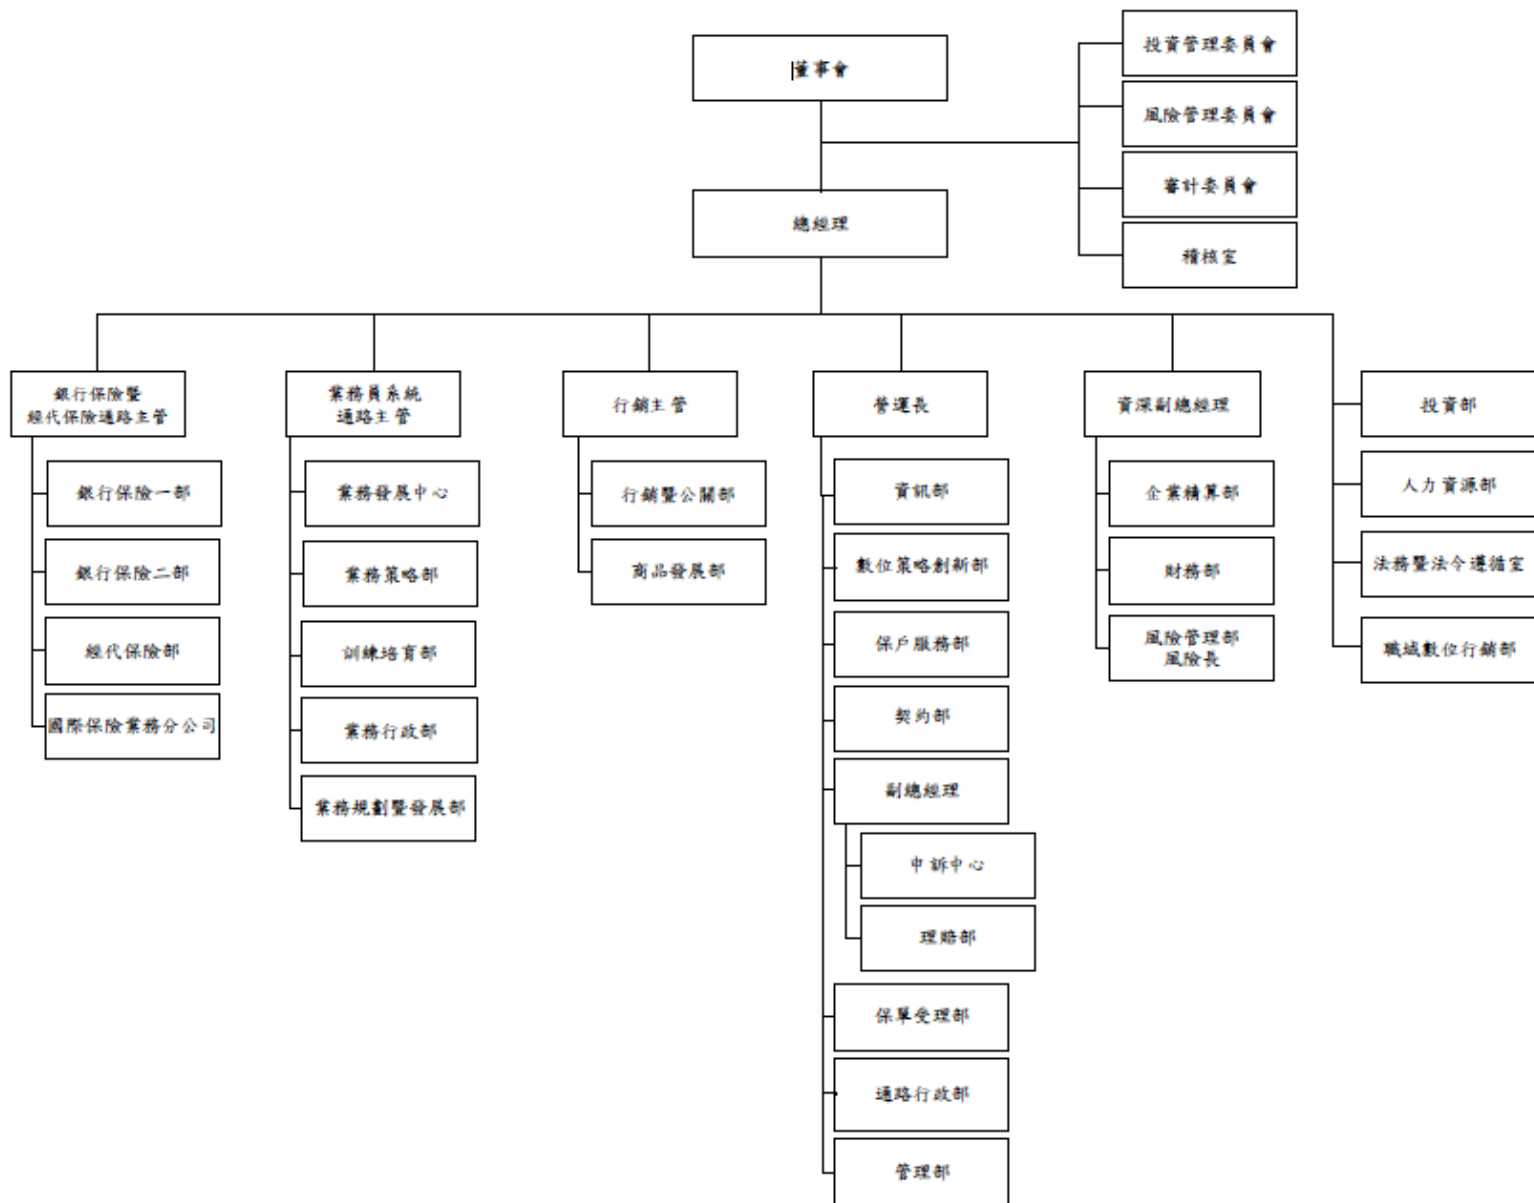 董事會
投資管理委員會
風險管理委員會
審計委員會
稽核室
總經理
銀行保險暨
經代保險通路主管
銀行保險一部
銀行保險二部
經代保險部
國際保險業務分公司
業務員系統
通路主管
業務發展中心
業務策略部
訓練培育部
業務行政部
業務規劃暨發展部
行銷主管
行銷暨公關部
商品發展部
營運長
資訊部
數位策略創新部
保戶服務部
契約部
副總經理
申訴中心
理賠部
保單受理部
通路行政部
管理部
資深副總經理
企業精算部
財務部
風險管理部
風險長
投資部
人力資源部
法務暨法令遵循室
職域數位行銷部